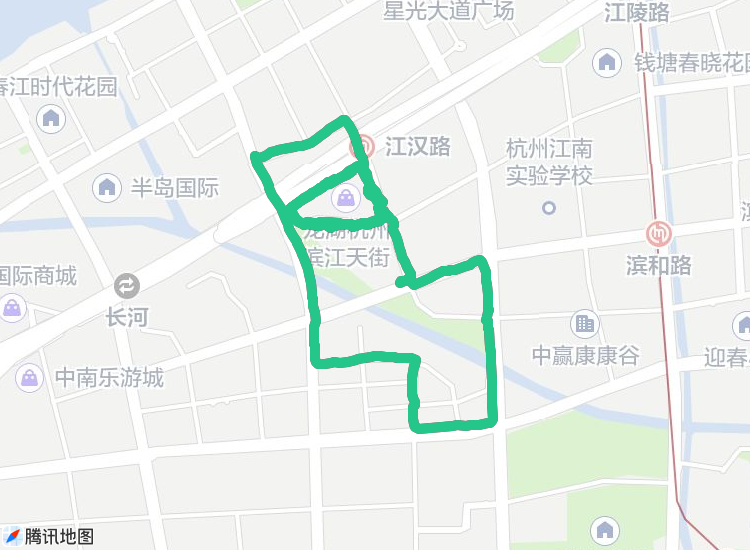 星光大道广场
江陵路
钱塘春晓花园
春江时代花园
江汉路
杭州江南
实验学校
半岛国际
龙湖杭州
滨江天街
滨和路
国际商城
长河
中赢康康谷
迎春
中南乐游城
腾讯地图